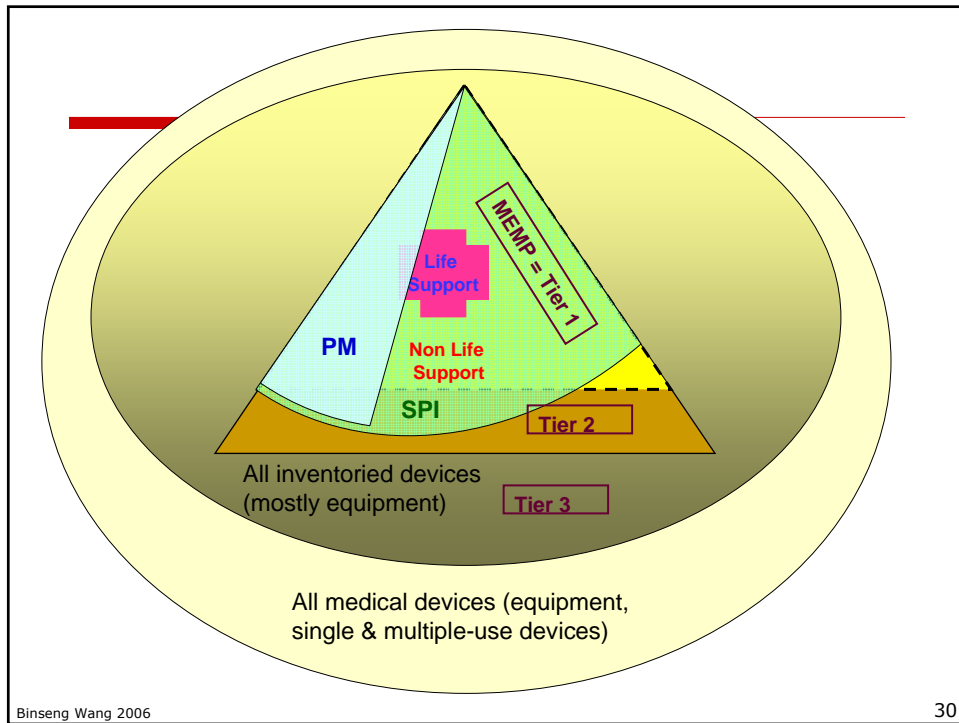 MEMP = Tier 1
Life
Support
PM
Non Life
Support
SPI
Tier 2
All inventoried devices
(mostly equipment)
Tier 3
All medical devices (equipment,
single & multiple-use devices)
Binseng Wang 2006
30